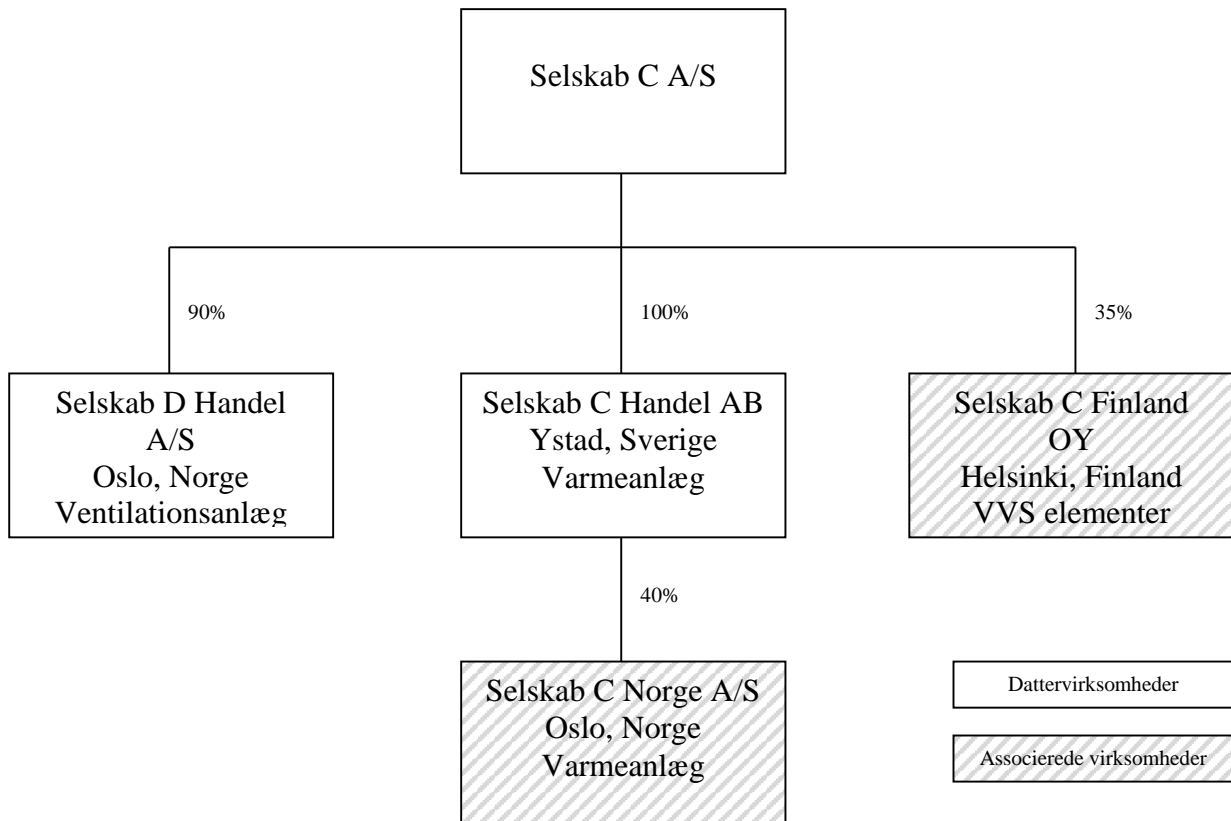 Selskab C A/S
90%
100%
35%
Selskab D Handel
A/S
Oslo, Norge
Ventilationsanlæg
Selskab C Handel AB
Ystad, Sverige
Varmeanlæg
Selskab C Finland
OY
Helsinki, Finland
VVS elementer
40%
Selskab C Norge A/S
Oslo, Norge
Varmeanlæg
Dattervirksomheder
Associerede virksomheder